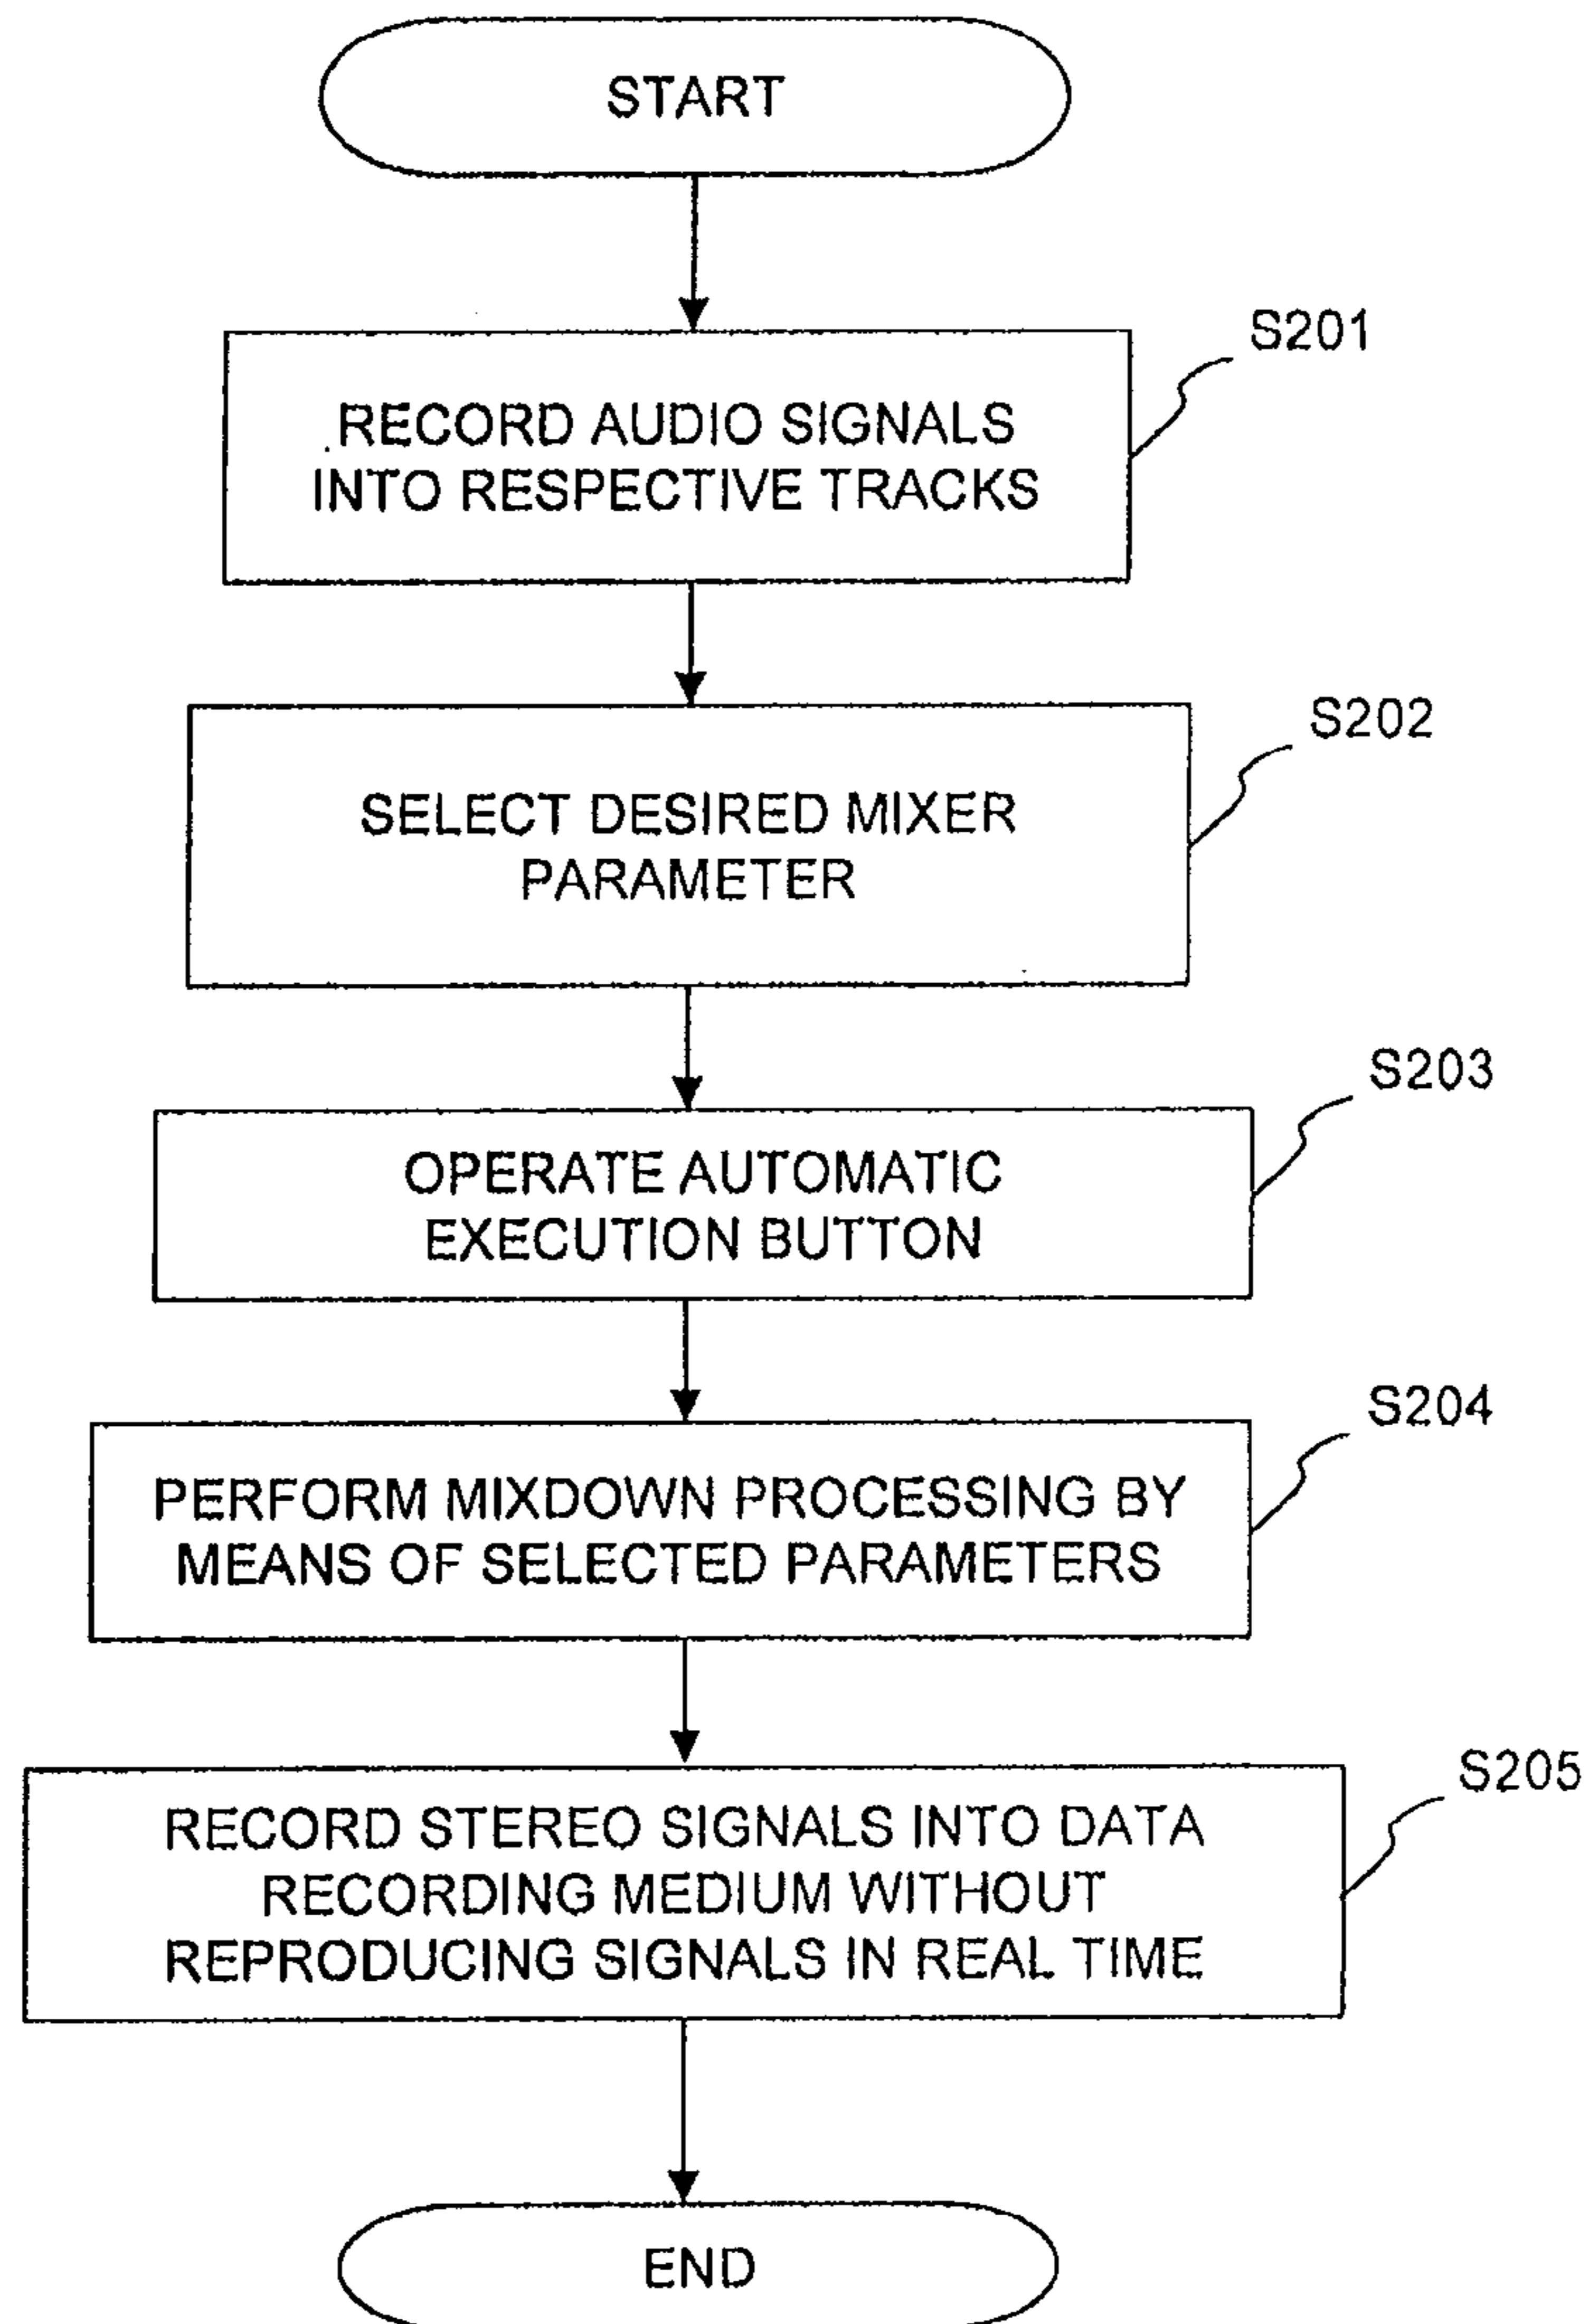 START
S201
RECORD AUDIO SIGNALS
INTO RESPECTIVE TRACKS
S202
SELECT DESIRED MIXER
PARAMETER
S203
OPERATE AUTOMATIC
EXECUTION BUTTON
S204
PERFORM MIXDOWN PROCESSING BY
MEANS OF SELECTED PARAMETERS
S205
RECORD STEREO SIGNALS INTO DATA
RECORDING MEDIUM WITHOUT
REPRODUCING SIGNALS IN REAL TIME
END